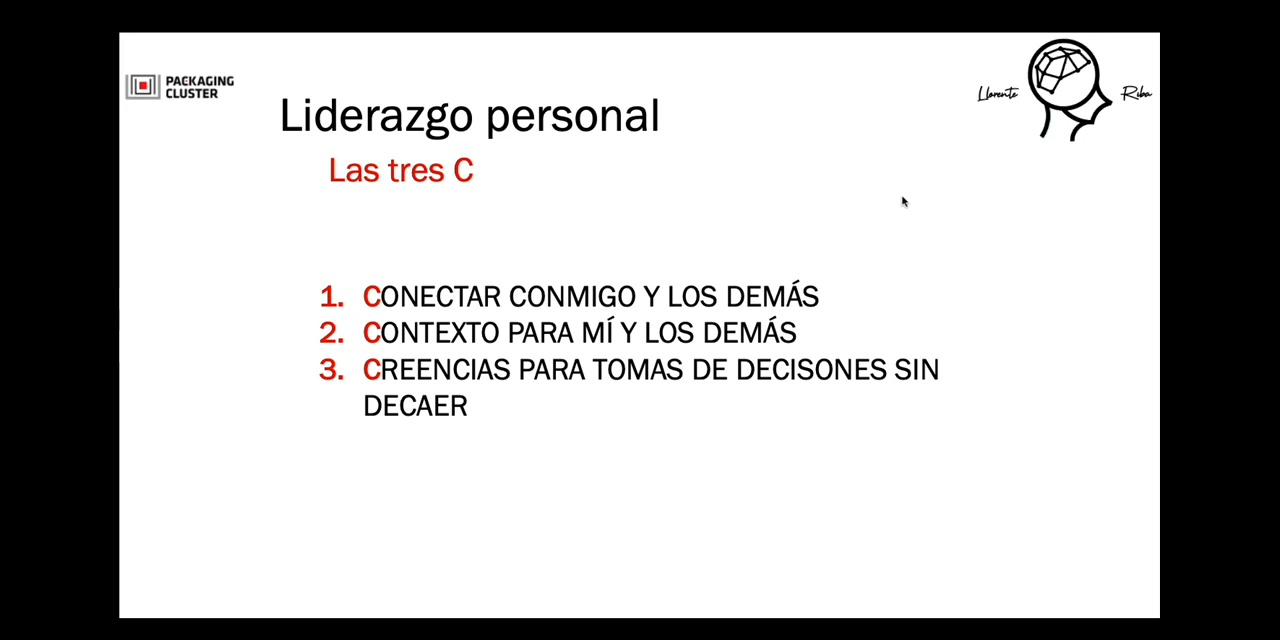 PACKAGING
CLUSTER
Llorente
Riba
Liderazgo personal
Las tres C
1. CONECTAR CONMIGO Y LOS DEMÁS
2. CONTEXTO PARA MÍ Y LOS DEMÁS
3. CREENCIAS PARA TOMAS DE DECISONES SIN
DECAER